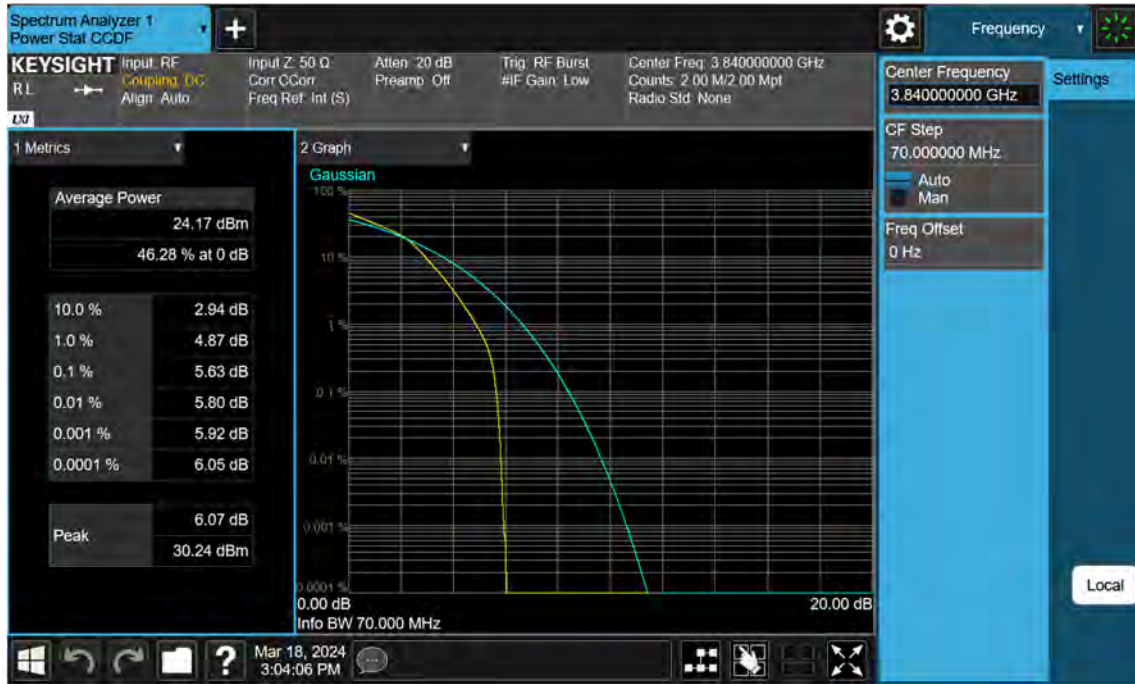 Spectrum Analyzer 1
Power Stat CCDF
Frequency
KEYSIGHT
RL
LXI
Input: RF
Coupling: DC
Align: Auto
Input Z: 50 Ω
Corr CCorr
Freq Ref: Int (S)
Atten: 20 dB
Preamp: Off
Trig: RF Burst
#IF Gain: Low
Center Freq: 3.840000000 GHz
Counts: 2.00 M/2.00 Mpt
Radio Std: None
Center Frequency
3.840000000 GHz
Settings
CF Step
70.000000 MHz
Auto
Man
Freq Offset
0 Hz
1 Metrics
Average Power
24.17 dBm
46.28 % at 0 dB
10.0 % 2.94 dB
1.0 % 4.87 dB
0.1 % 5.63 dB
0.01 % 5.80 dB
0.001 % 5.92 dB
0.0001 % 6.05 dB
Peak
6.07 dB
30.24 dBm
2 Graph
Gaussian
100 %
10 %
1 %
0.1 %
0.01 %
0.001 %
0.0001 %
0.00 dB 20.00 dB
Info BW 70.000 MHz
Local
?
Mar 18, 2024
3:04:06 PM